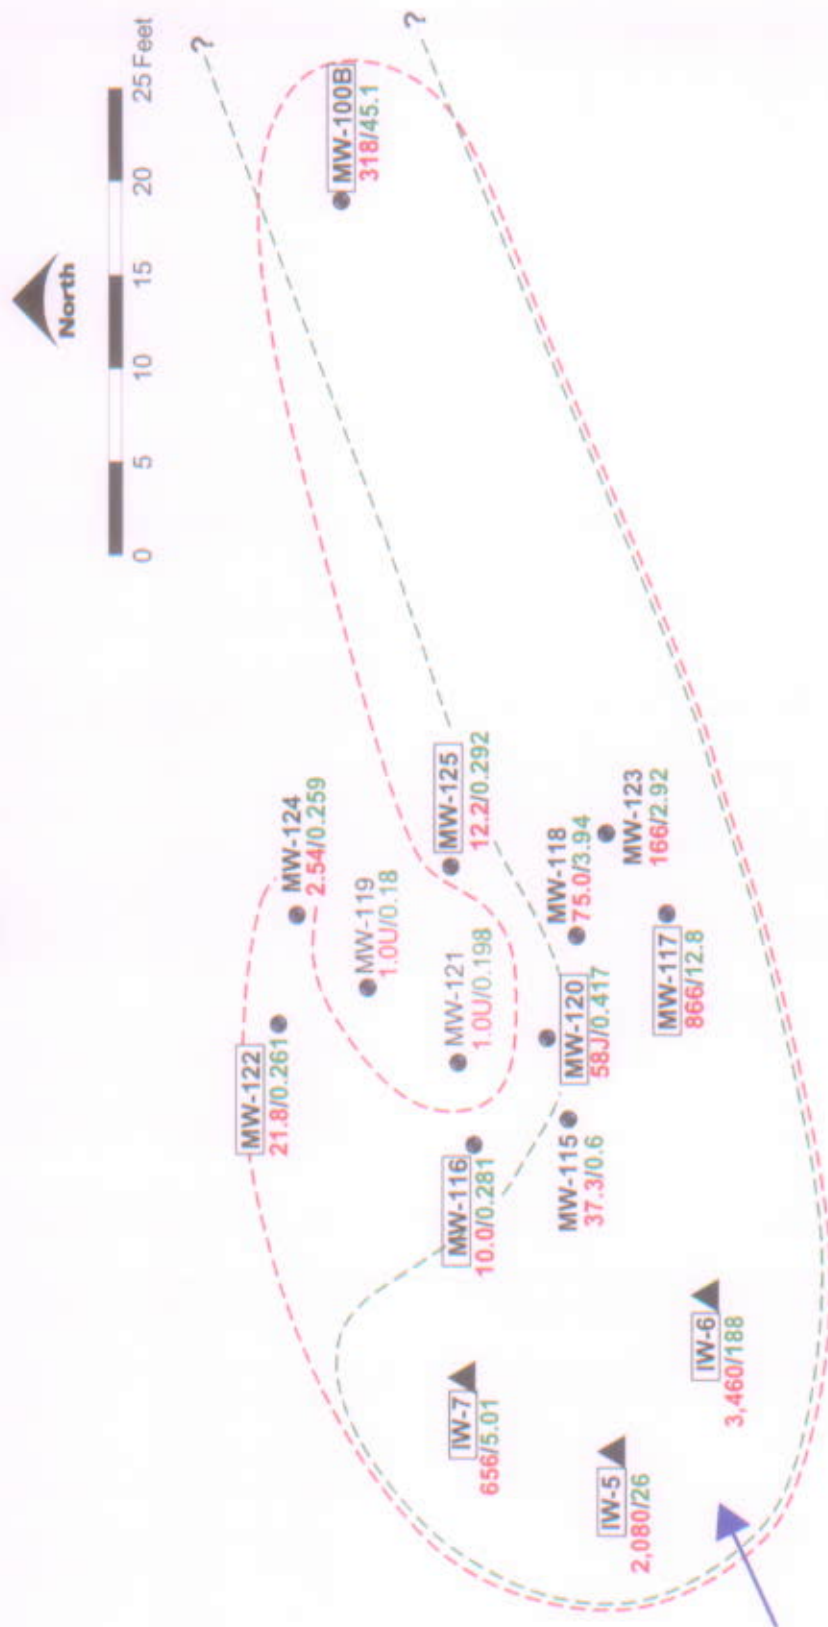 North
0 5 10 15 20 25 Feet
?
?
MW-100B
318/45.1
MW-124
2.54/0.259
MW-119
1.0U/0.18
MW-125
12.2/0.292
MW-121
1.0U/0.198
MW-122
21.8/0.261
MW-118
75.0/3.94
MW-123
166/2.92
MW-120
58J/0.417
MW-117
866/12.8
MW-116
10.0/0.281
MW-115
37.3/0.6
IW-7
656/5.01
IW-6
3,460/188
IW-5
2,080/26